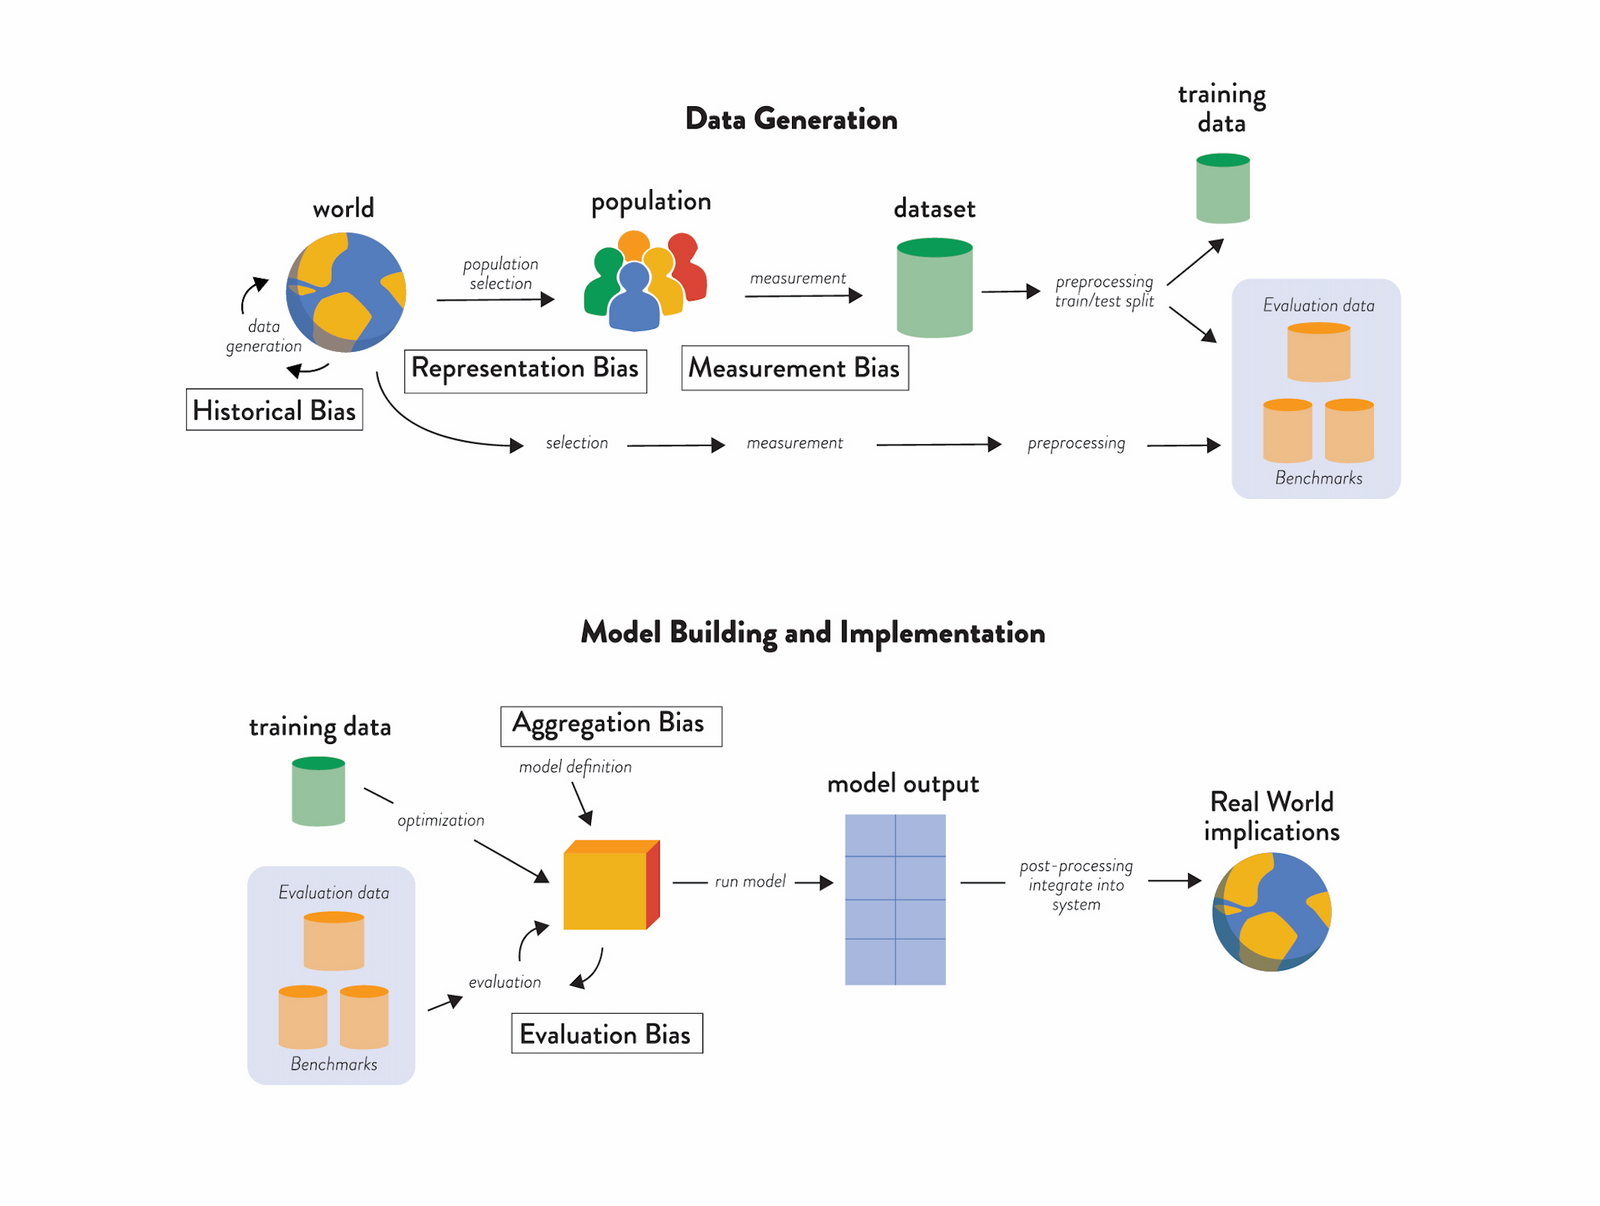 Data Generation
training
data
world
population
dataset
population
selection
measurement
preprocessing
train/test split
data
generation
Evaluation data
Representation Bias
Measurement Bias
Historical Bias
selection
measurement
preprocessing
Benchmarks
Model Building and Implementation
training data
Aggregation Bias
model definition
optimization
model output
Real World
implications
run model
post-processing
integrate into
system
Evaluation data
evaluation
Evaluation Bias
Benchmarks